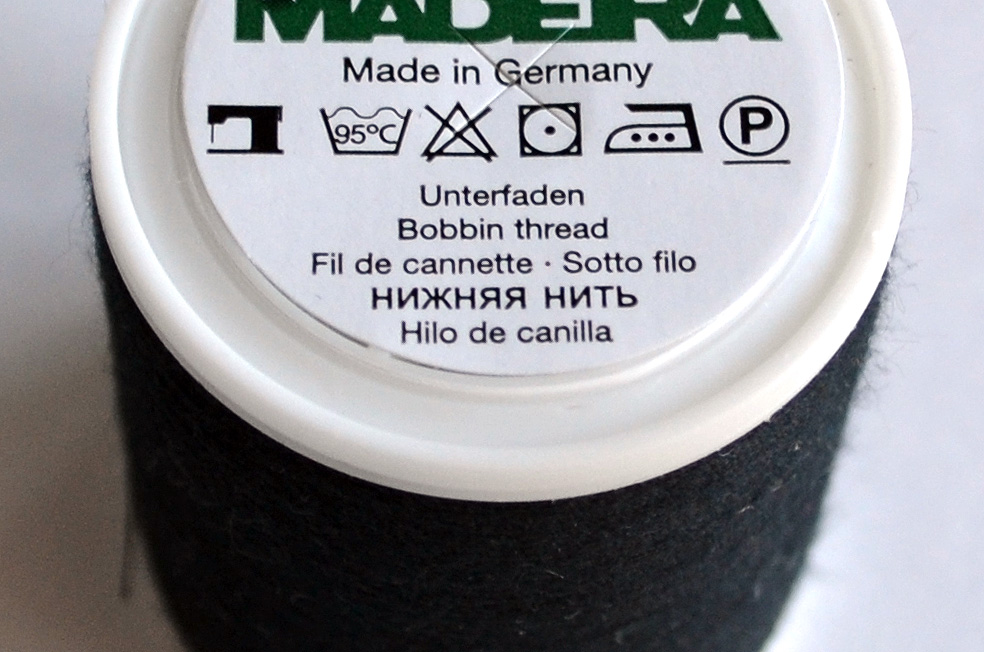 MADEIRA
Made in Germany
95°C P
Unterfaden
Bobbin thread
Fil de cannette · Sotto filo
НИЖНЯЯ НИТЬ
Hilo de canilla